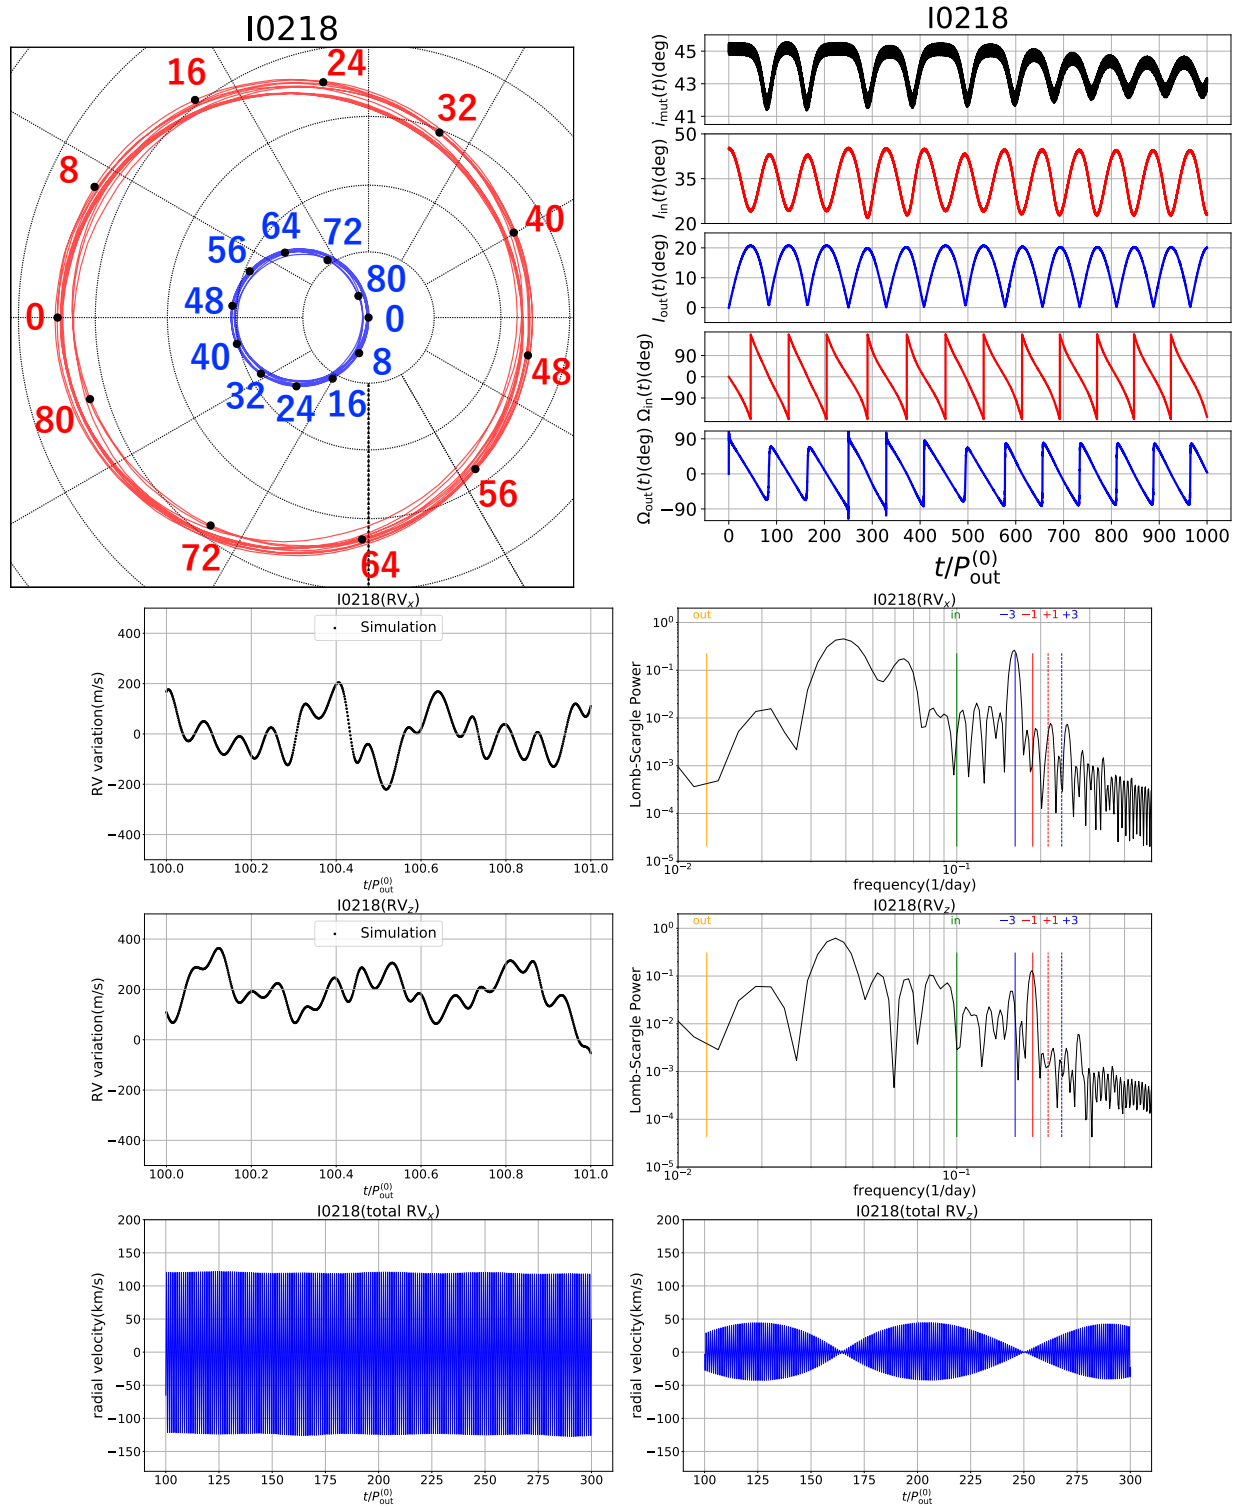 I0218
16
24
32
8
40
0
48
80
56
72
64
64
72
56
80
48
0
40
8
32
24
16
I0218
i_mut(t)(deg)
45
43
41
I_in(t)(deg)
50
35
20
I_out(t)(deg)
20
10
0
Ω_in(t)(deg)
90
0
−90
Ω_out(t)(deg)
90
0
−90
0 100 200 300 400 500 600 700 800 900 1000
t/P_out^(0)
I0218(RV_x)
Simulation
RV variation(m/s)
400
200
0
−200
−400
100.0 100.2 100.4 100.6 100.8 101.0
t/P_out^(0)
I0218(RV_x)
out in −3 −1 +1 +3
Lomb-Scargle Power
10^0
10^−1
10^−2
10^−3
10^−4
10^−5
10^−2 10^−1
frequency(1/day)
I0218(RV_z)
Simulation
RV variation(m/s)
400
200
0
−200
−400
100.0 100.2 100.4 100.6 100.8 101.0
t/P_out^(0)
I0218(RV_z)
out in −3 −1 +1 +3
Lomb-Scargle Power
10^0
10^−1
10^−2
10^−3
10^−4
10^−5
10^−2 10^−1
frequency(1/day)
I0218(total RV_x)
radial velocity(km/s)
200
150
100
50
0
−50
−100
−150
100 125 150 175 200 225 250 275 300
t/P_out^(0)
I0218(total RV_z)
radial velocity(km/s)
200
150
100
50
0
−50
−100
−150
100 125 150 175 200 225 250 275 300
t/P_out^(0)